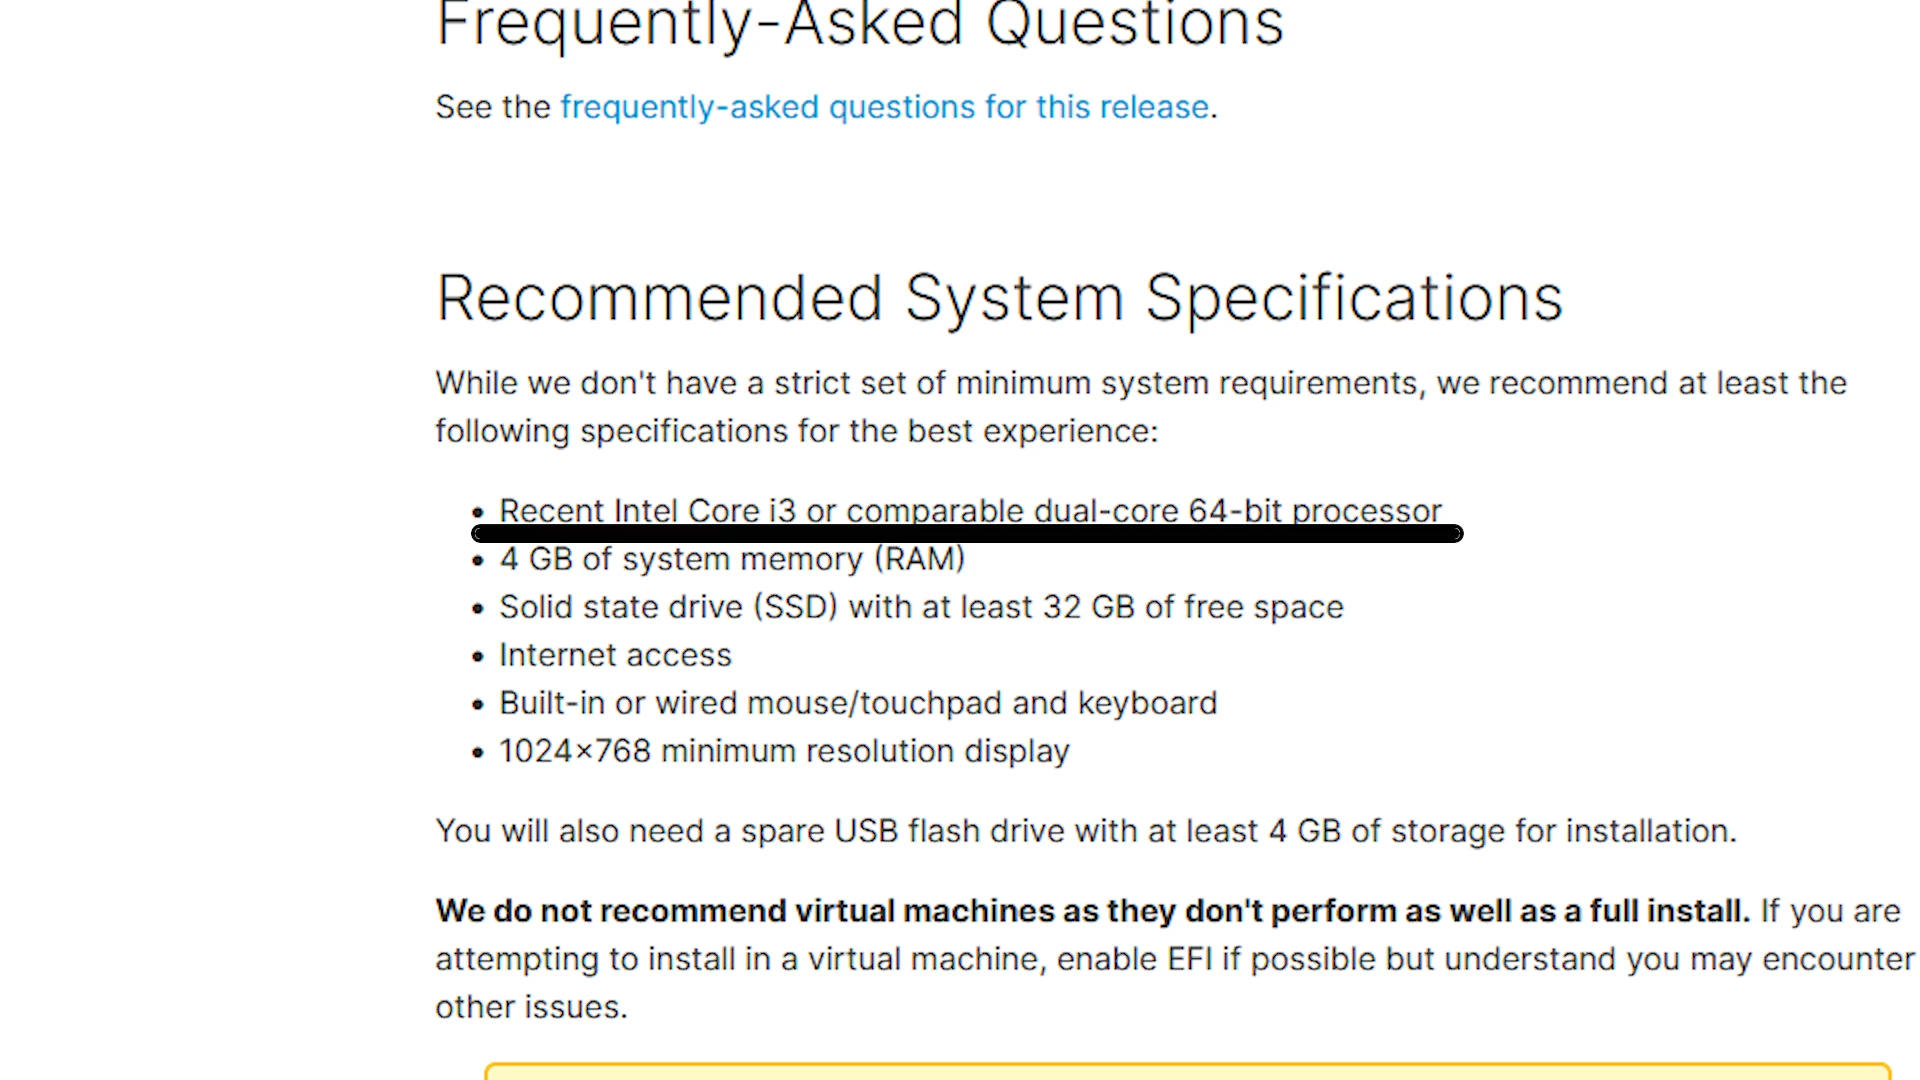 Frequently-Asked Questions
See the frequently-asked questions for this release.
Recommended System Specifications
While we don't have a strict set of minimum system requirements, we recommend at least the
following specifications for the best experience:
• Recent Intel Core i3 or comparable dual-core 64-bit processor
• 4 GB of system memory (RAM)
• Solid state drive (SSD) with at least 32 GB of free space
• Internet access
• Built-in or wired mouse/touchpad and keyboard
• 1024×768 minimum resolution display
You will also need a spare USB flash drive with at least 4 GB of storage for installation.
We do not recommend virtual machines as they don't perform as well as a full install. If you are
attempting to install in a virtual machine, enable EFI if possible but understand you may encounter
other issues.